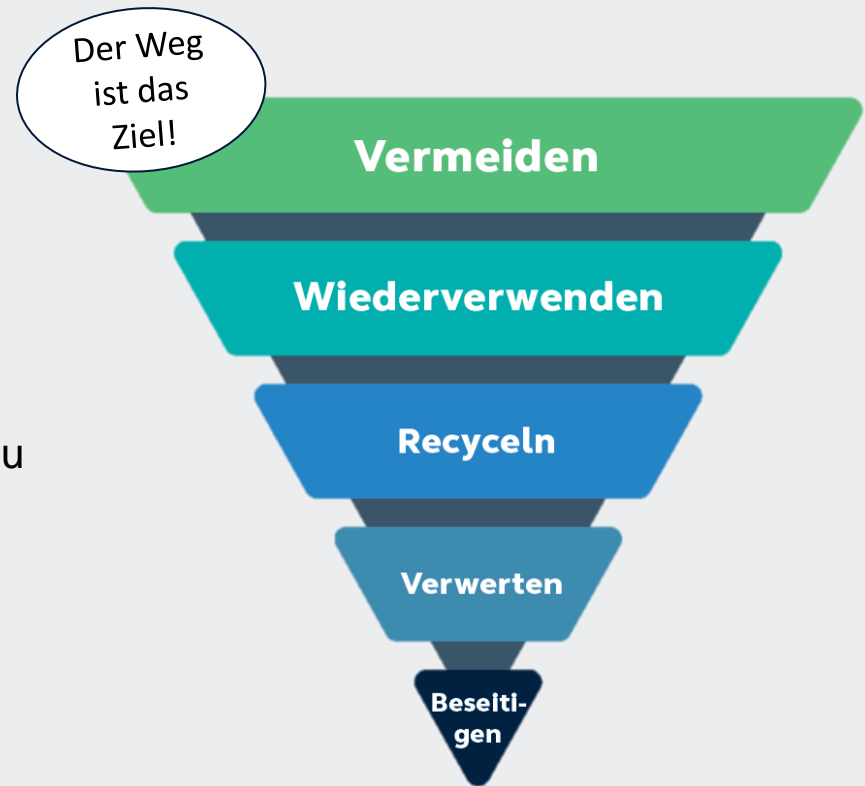 Der Weg
ist das
Ziel!
Vermeiden
Wiederverwenden
Recyceln
u
Verwerten
Beseiti-
gen